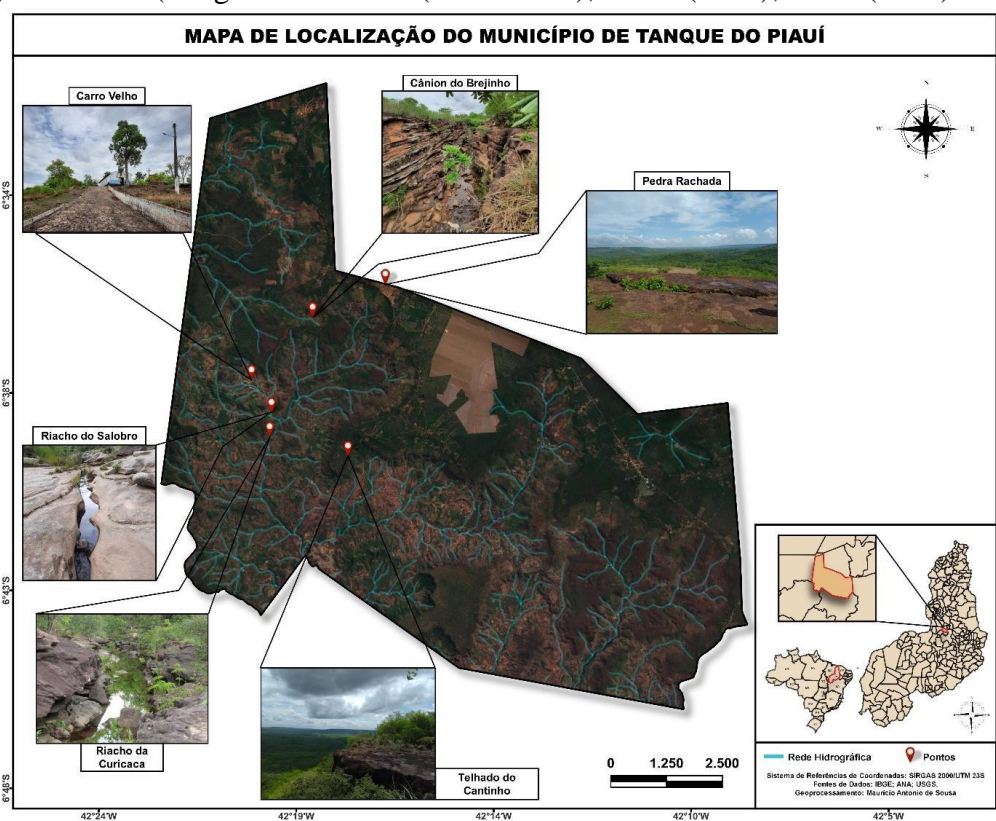 MAPA DE LOCALIZAÇÃO DO MUNICÍPIO DE TANQUE DO PIAUÍ
Carro Velho
Cânion do Brejinho
Pedra Rachada
N
W
E
S
6°34'S
6°38'S
6°43'S
6°48'S
Riacho do Salobro
Riacho da
Curicaca
Telhado do
Cantinho
0 1.250 2.500
Rede Hidrográfica
Pontos
Sistema de Referências de Coordenadas: SIRGAS 2000/UTM 23S
Fontes de Dados: IBGE; ANA; USGS.
Geoprocessamento: Maurício Antonio de Sousa
42°24'W
42°19'W
42°14'W
42°10'W
42°5'W